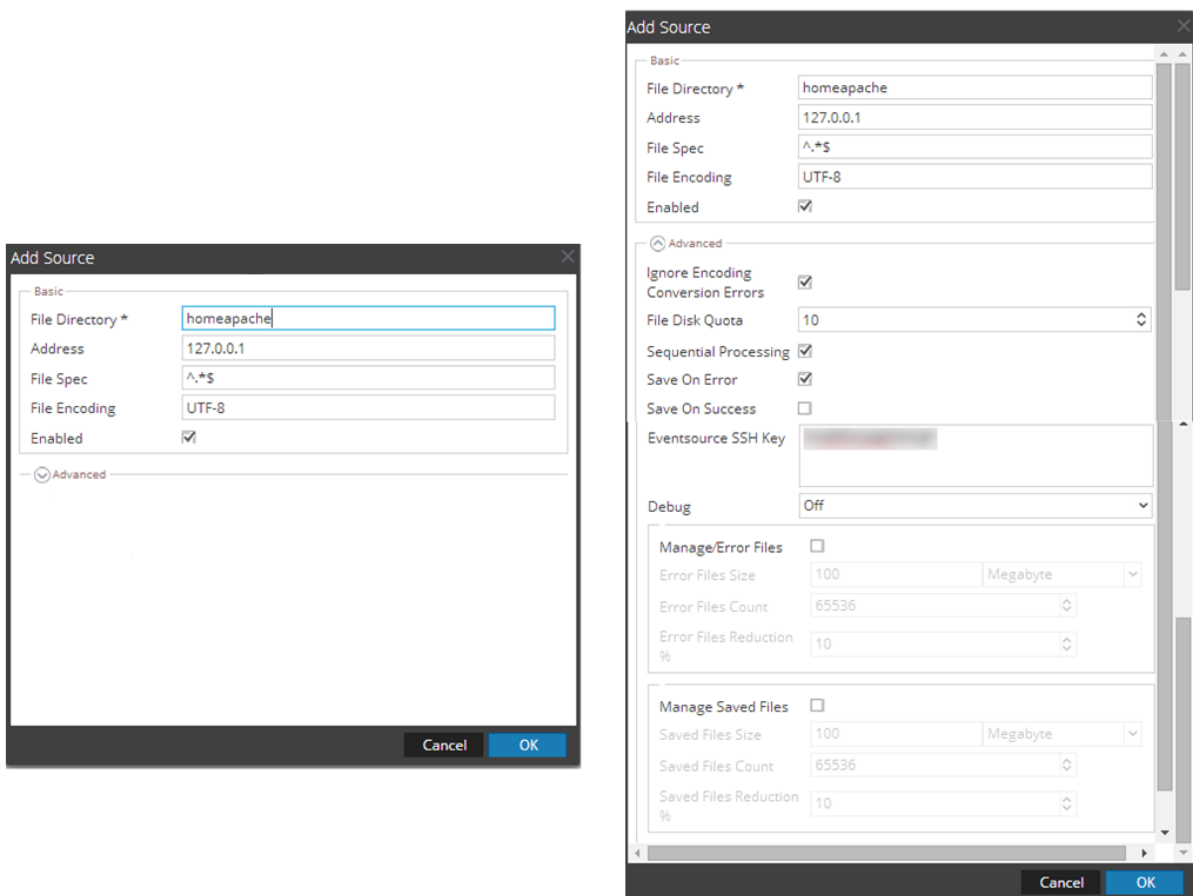 Add Source
Basic
File Directory * homeapache
Address 127.0.0.1
File Spec ^.*$
File Encoding UTF-8
Enabled
Advanced
Cancel OK
Add Source
Basic
File Directory * homeapache
Address 127.0.0.1
File Spec ^.*$
File Encoding UTF-8
Enabled
Advanced
Ignore Encoding
Conversion Errors
File Disk Quota 10
Sequential Processing
Save On Error
Save On Success
Eventsource SSH Key
Debug Off
Manage/Error Files
Error Files Size 100 Megabyte
Error Files Count 65536
Error Files Reduction
% 10
Manage Saved Files
Saved Files Size 100 Megabyte
Saved Files Count 65536
Saved Files Reduction
% 10
Cancel OK